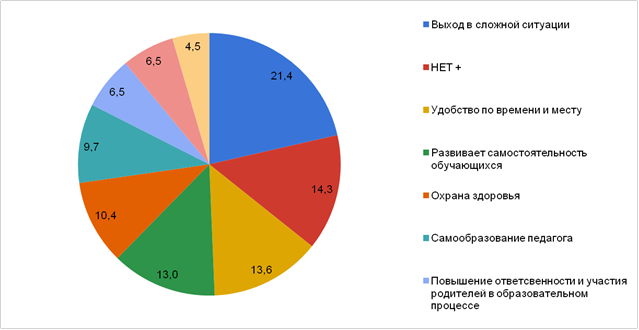 4,5
6,5
6,5
9,7
10,4
13,0
13,6
14,3
21,4
Выход в сложной ситуации
НЕТ +
Удобство по времени и месту
Развивает самостоятельность
обучающихся
Охрана здоровья
Самообразование педагога
Повышение ответсвенности и участия
родителей в образовательном
процессе